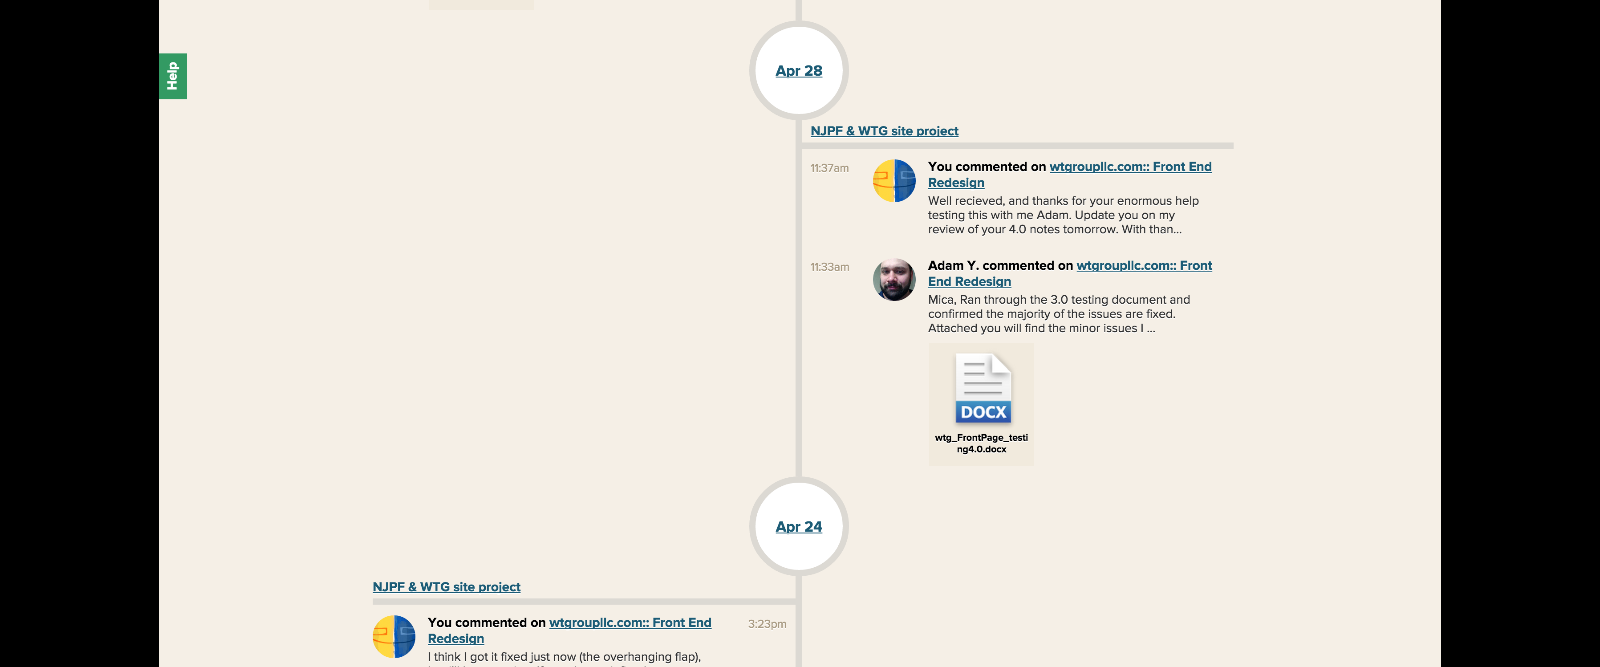 Help
Apr 28
NJPF & WTG site project
11:37am
You commented on wtgroupllc.com:: Front End
Redesign
Well recieved, and thanks for your enormous help
testing this with me Adam. Update you on my
review of your 4.0 notes tomorrow. With than...
11:33am
Adam Y. commented on wtgroupllc.com:: Front
End Redesign
Mica, Ran through the 3.0 testing document and
confirmed the majority of the issues are fixed.
Attached you will find the minor issues I ...
DOCX
wtg_FrontPage_testi
ng4.0.docx
Apr 24
NJPF & WTG site project
You commented on wtgroupllc.com:: Front End
Redesign
3:23pm
I think I got it fixed just now (the overhanging flap),